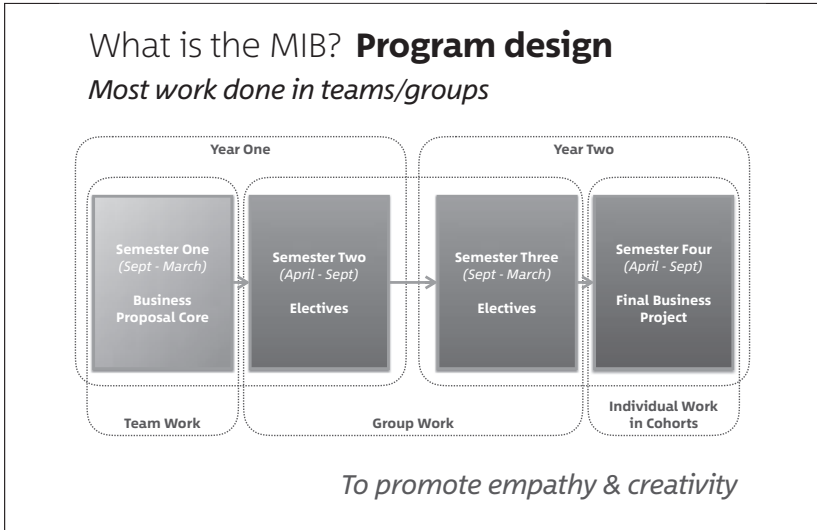 What is the MIB? Program design
Most work done in teams/groups
Year One
Year Two
Semester One
(Sept - March)
Business
Proposal Core
Semester Two
(April - Sept)
Electives
Semester Three
(Sept - March)
Electives
Semester Four
(April - Sept)
Final Business
Project
Team Work
Group Work
Individual Work
in Cohorts
To promote empathy & creativity